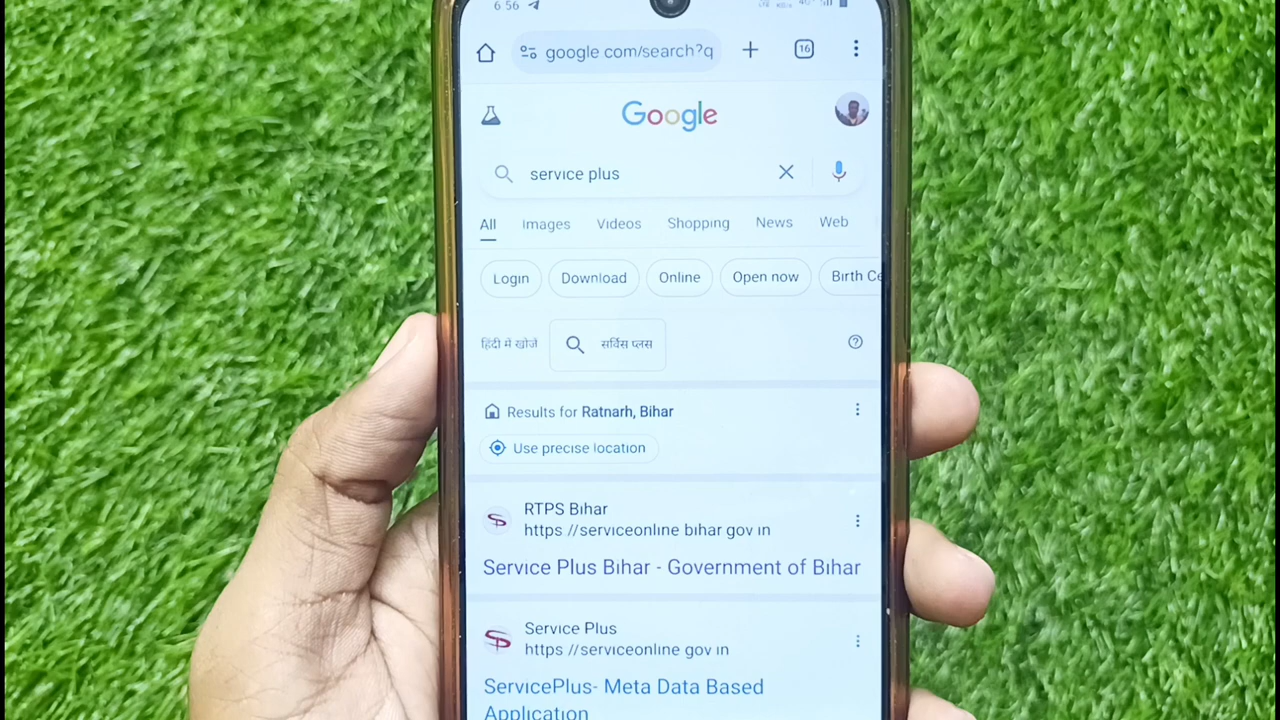 6 56
google com/search?q
16
Google
service plus
All Images Videos Shopping News Web
Login Download Online Open now Birth Ce
हिंदी में खोजें सर्विस प्लस
Results for Ratnarh, Bihar
Use precise location
RTPS Bihar
https //serviceonline bihar gov in
Service Plus Bihar - Government of Bihar
Service Plus
https //serviceonline gov in
ServicePlus- Meta Data Based
Application